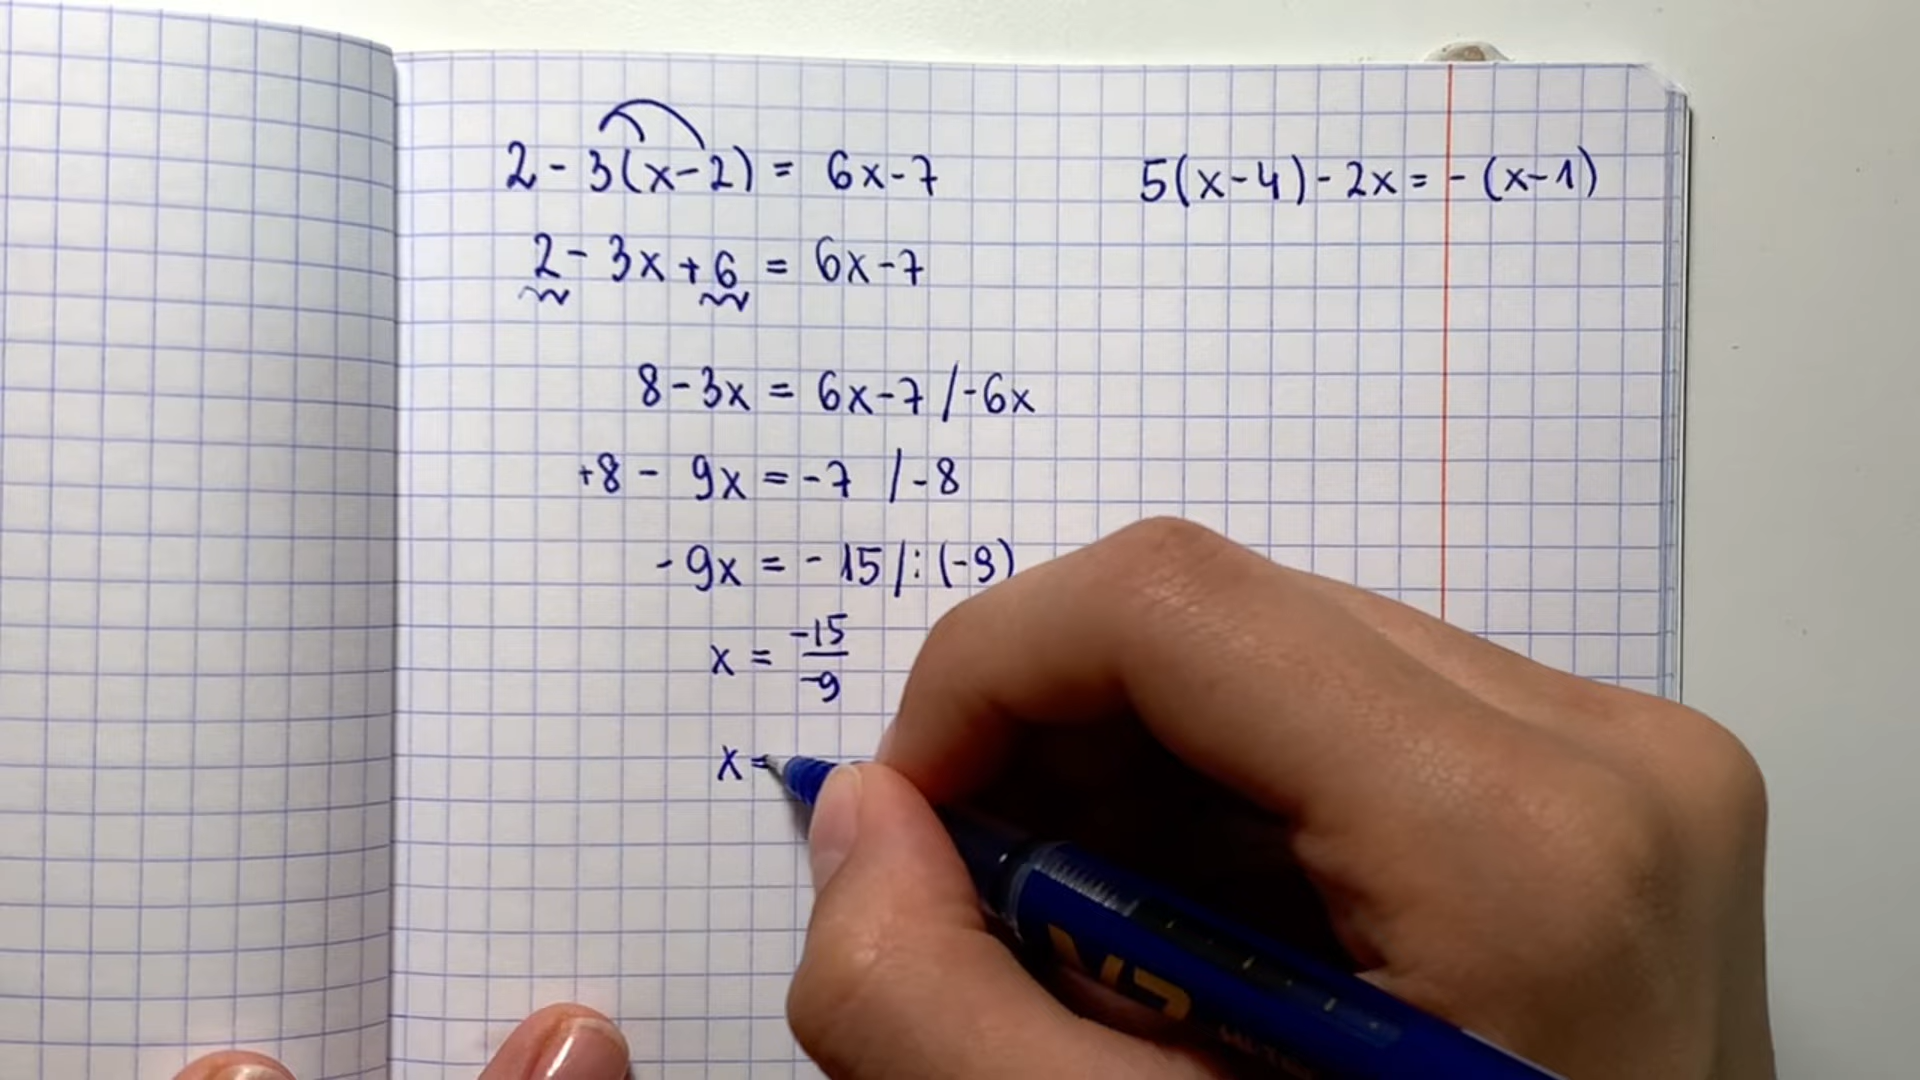 2 - 3(x-2) = 6x-7
2 - 3x + 6 = 6x-7
8 - 3x = 6x-7 /-6x
+8 - 9x = -7 /-8
-9x = -15 /:(-9)
x = -15/-9
x =
5(x-4) - 2x = -(x-1)